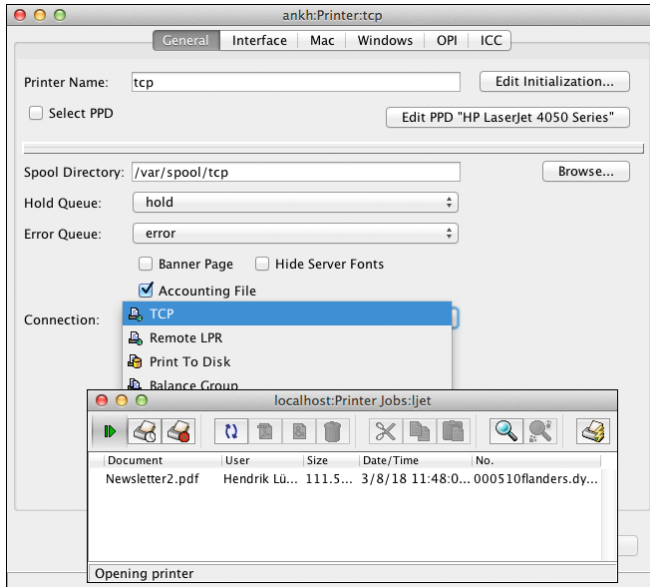 ankh:Printer:tcp
General Interface Mac Windows OPI ICC
Printer Name: tcp Edit Initialization...
Select PPD Edit PPD "HP LaserJet 4050 Series"
Spool Directory: /var/spool/tcp Browse...
Hold Queue: hold
Error Queue: error
Banner Page Hide Server Fonts
Accounting File
Connection: TCP
Remote LPR
Print To Disk
Balance Group
localhost:Printer Jobs:ljet
Document User Size Date/Time No.
Newsletter2.pdf Hendrik Lü... 111.5... 3/8/18 11:48:0... 000510flanders.dy...
Opening printer